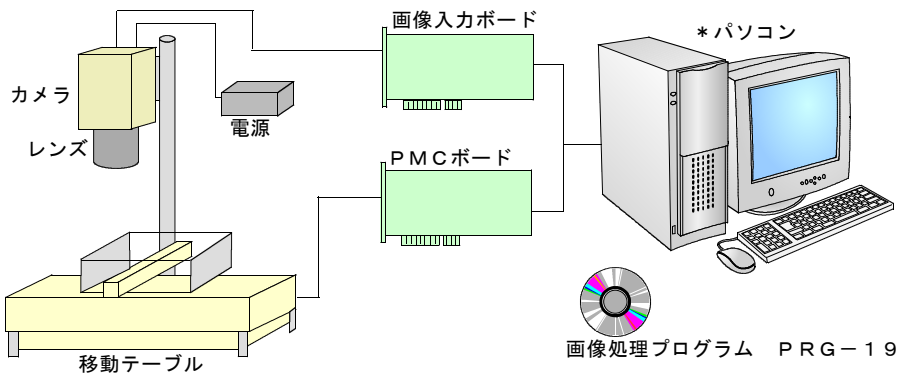 画像入力ボード
＊パソコン
カメラ
電源
レンズ
ＰＭＣボード
画像処理プログラム　ＰＲＧ－１９
移動テーブル